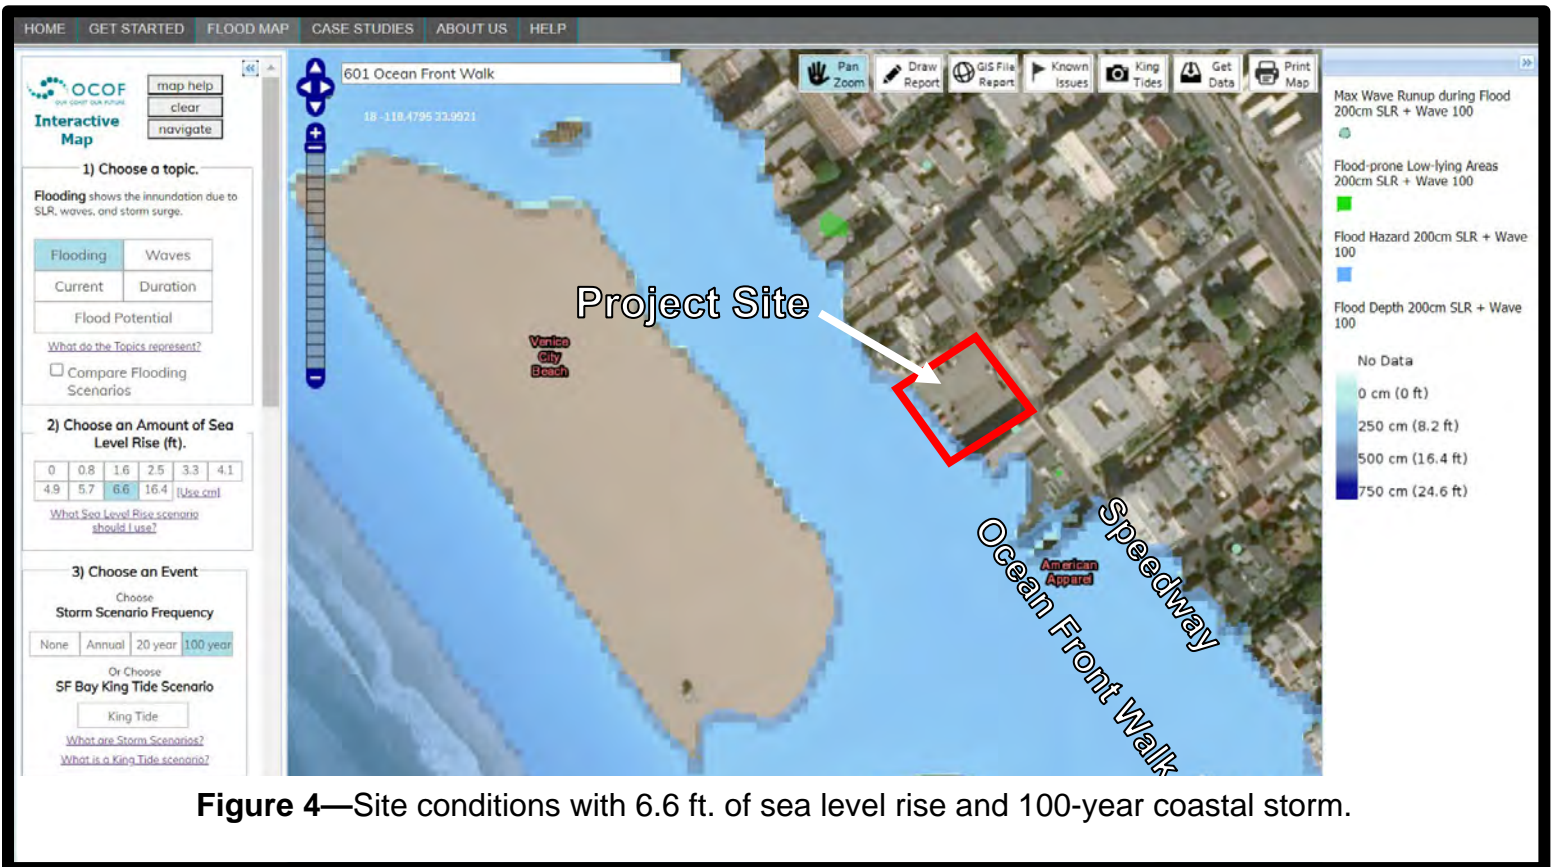 HOME GET STARTED FLOOD MAP CASE STUDIES ABOUT US HELP
OCOF
OUR COAST OUR FUTURE
Interactive
Map
map help
clear
navigate
1) Choose a topic.
Flooding shows the innundation due to
SLR, waves, and storm surge.
Flooding Waves
Current Duration
Flood Potential
What do the Topics represent?
Compare Flooding
Scenarios
2) Choose an Amount of Sea
Level Rise (ft).
0 0.8 1.6 2.5 3.3 4.1
4.9 5.7 6.6 16.4 [Use cm]
What Sea Level Rise scenario
should I use?
3) Choose an Event
Choose
Storm Scenario Frequency
None Annual 20 year 100 year
Or Choose
SF Bay King Tide Scenario
King Tide
What are Storm Scenarios?
What is a King Tide scenario?
601 Ocean Front Walk
18 -118.4795 33.9921
Pan
Zoom
Draw
Report
GIS File
Report
Known
Issues
King
Tides
Get
Data
Print
Map
Project Site
Venice
City
Beach
American
Apparel
Speedway
Ocean Front Walk
Max Wave Runup during Flood
200cm SLR + Wave 100
Flood-prone Low-lying Areas
200cm SLR + Wave 100
Flood Hazard 200cm SLR + Wave
100
Flood Depth 200cm SLR + Wave
100
No Data
0 cm (0 ft)
250 cm (8.2 ft)
500 cm (16.4 ft)
750 cm (24.6 ft)
Figure 4—Site conditions with 6.6 ft. of sea level rise and 100-year coastal storm.